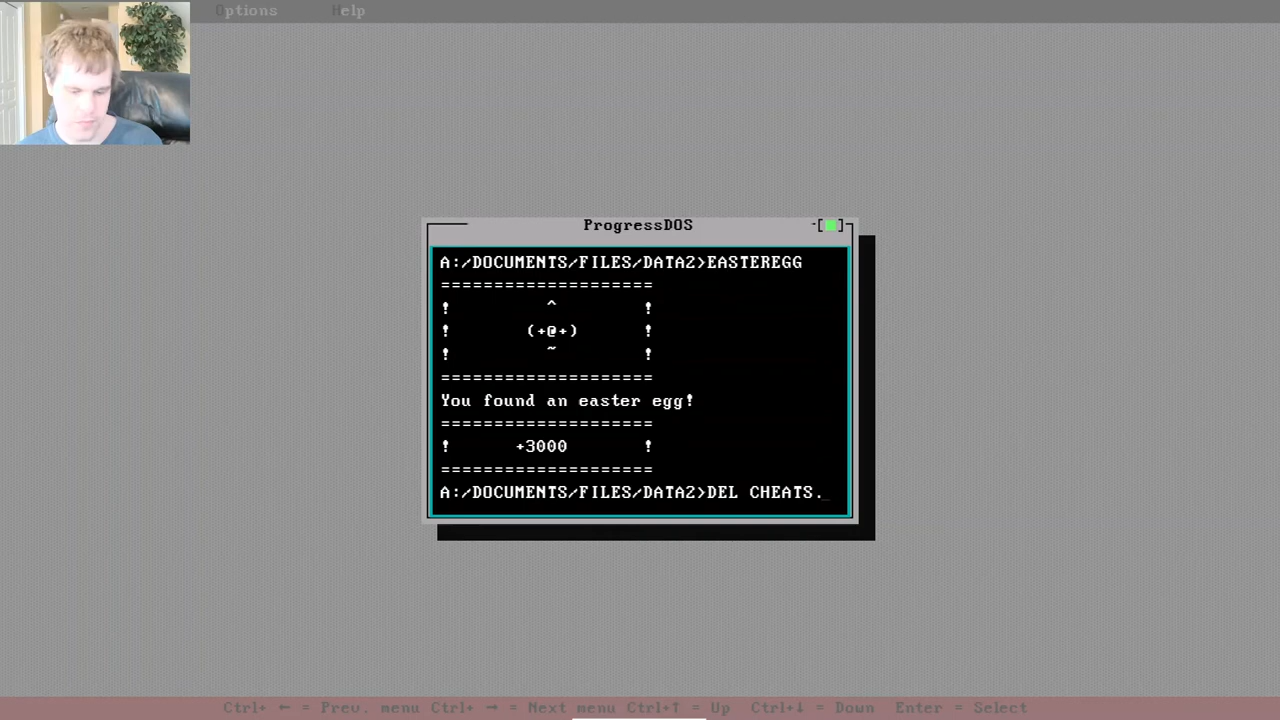 Options Help
ProgressDOS
A:/DOCUMENTS/FILES/DATA2>EASTEREGG
====================
! ^ !
! (+@+) !
! ~ !
====================
You found an easter egg!
====================
! +3000 !
====================
A:/DOCUMENTS/FILES/DATA2>DEL CHEATS._
Ctrl+ ← = Prev. menu Ctrl+ → = Next menu Ctrl+↑ = Up Ctrl+↓ = Down Enter = Select